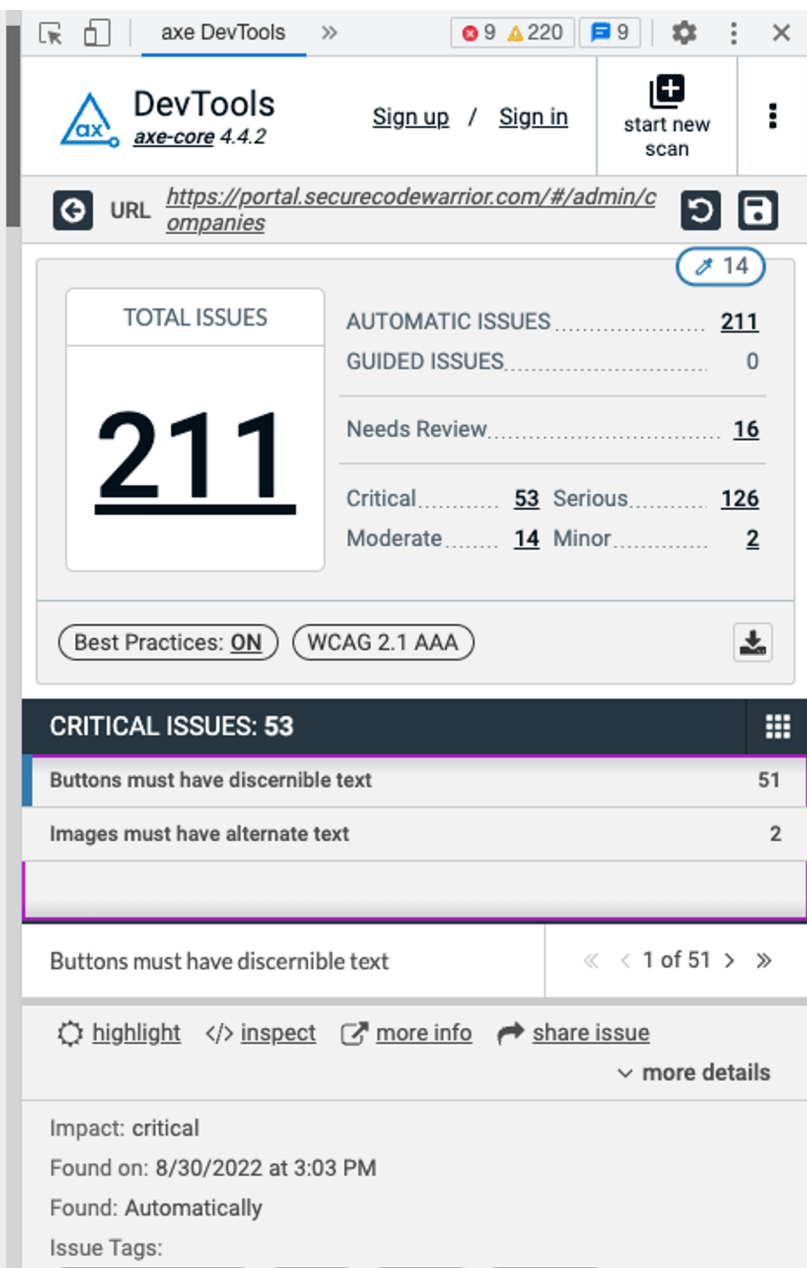 axe DevTools » 9 220 9
DevTools
axe-core 4.4.2
Sign up / Sign in
start new
scan
URL https://portal.securecodewarrior.com/#/admin/c
ompanies
14
TOTAL ISSUES
211
AUTOMATIC ISSUES 211
GUIDED ISSUES 0
Needs Review 16
Critical 53 Serious 126
Moderate 14 Minor 2
Best Practices: ON WCAG 2.1 AAA
CRITICAL ISSUES: 53
Buttons must have discernible text 51
Images must have alternate text 2
Buttons must have discernible text « ‹ 1 of 51 › »
highlight </> inspect more info share issue
more details
Impact: critical
Found on: 8/30/2022 at 3:03 PM
Found: Automatically
Issue Tags: